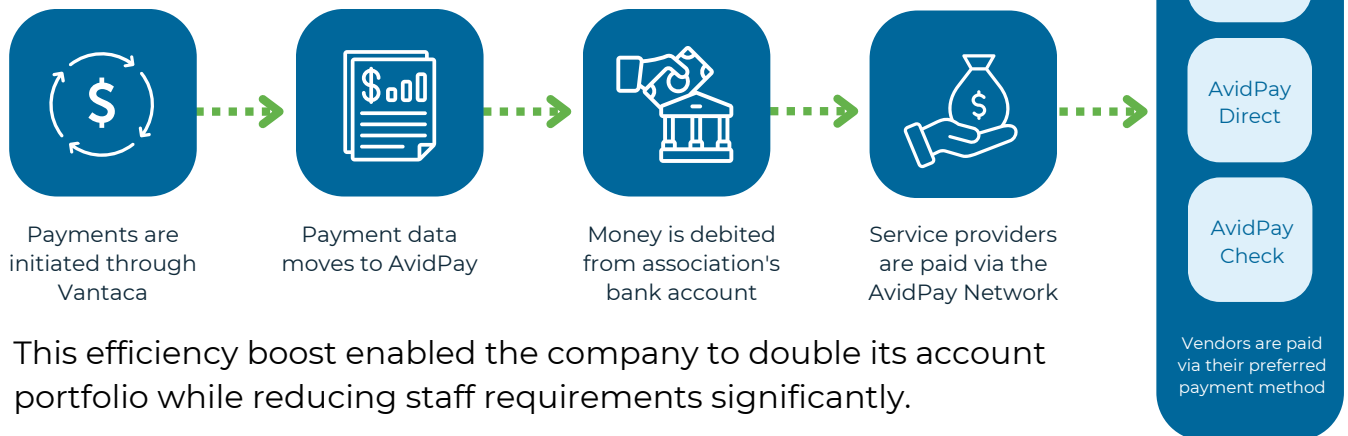 Payments are
initiated through
Vantaca
Payment data
moves to AvidPay
Money is debited
from association's
bank account
Service providers
are paid via the
AvidPay Network
AvidPay
Direct
AvidPay
Check
Vendors are paid
via their preferred
payment method
This efficiency boost enabled the company to double its account
portfolio while reducing staff requirements significantly.